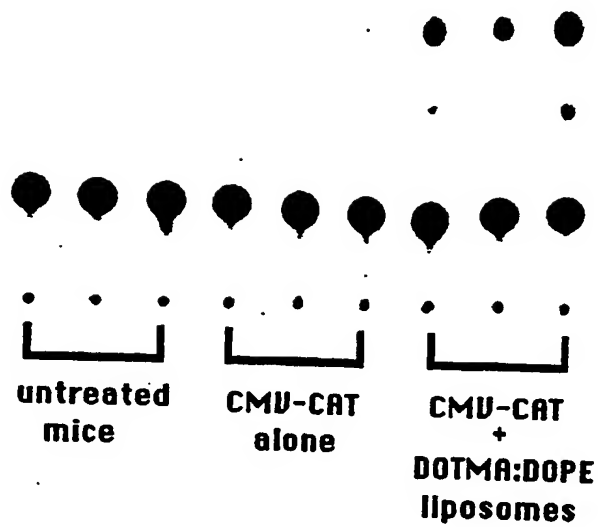 untreated
mice
CMV-CAT
alone
CMV-CAT
+
DOTMA:DOPE
liposomes